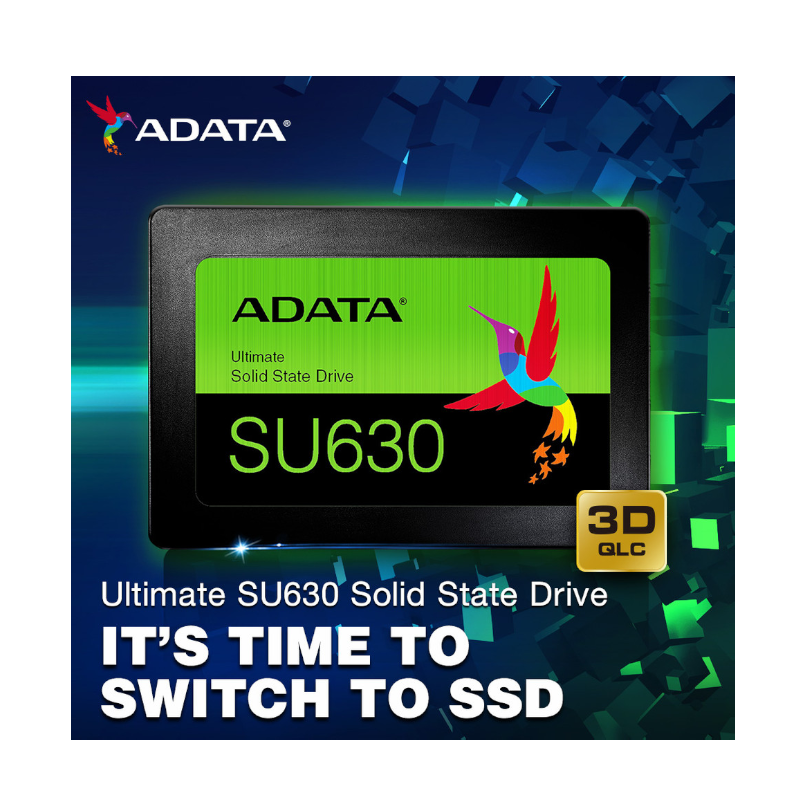 ADATA®
ADATA®
Ultimate
Solid State Drive
SU630
3D
QLC
Ultimate SU630 Solid State Drive
IT'S TIME TO
SWITCH TO SSD